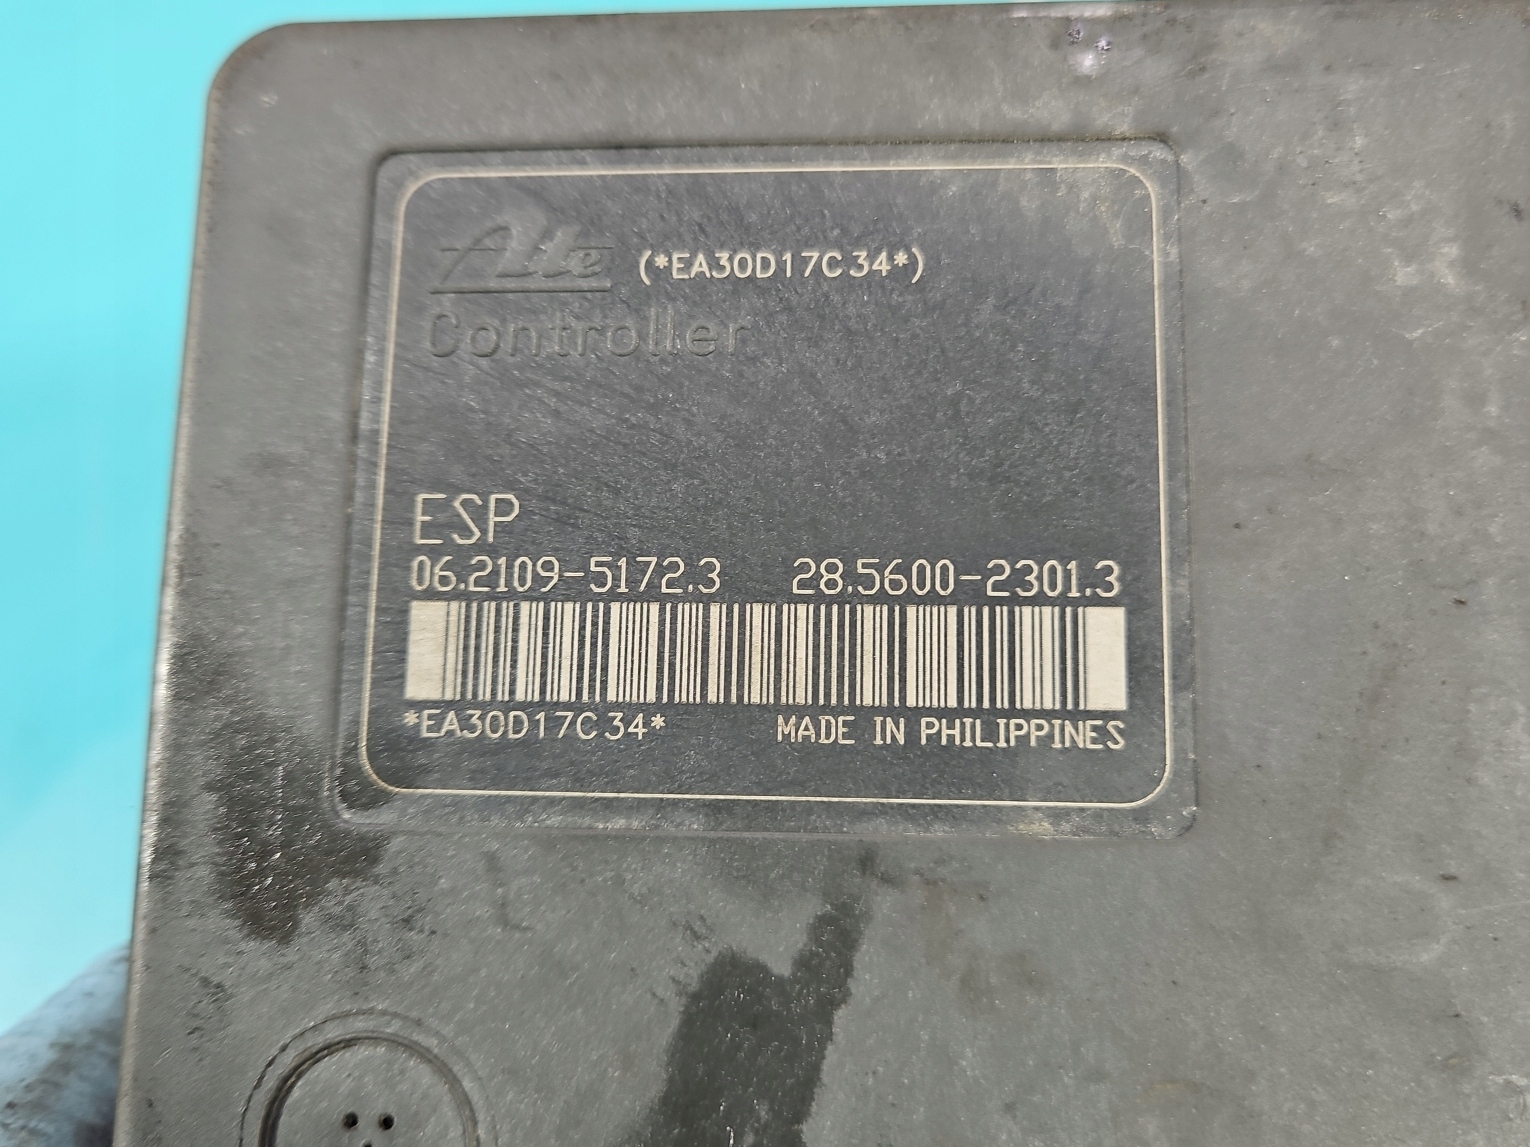 Ate (*EA30D17C34*)
Controller
ESP
06.2109-5172.3 28.5600-2301.3
*EA30D17C34* MADE IN PHILIPPINES